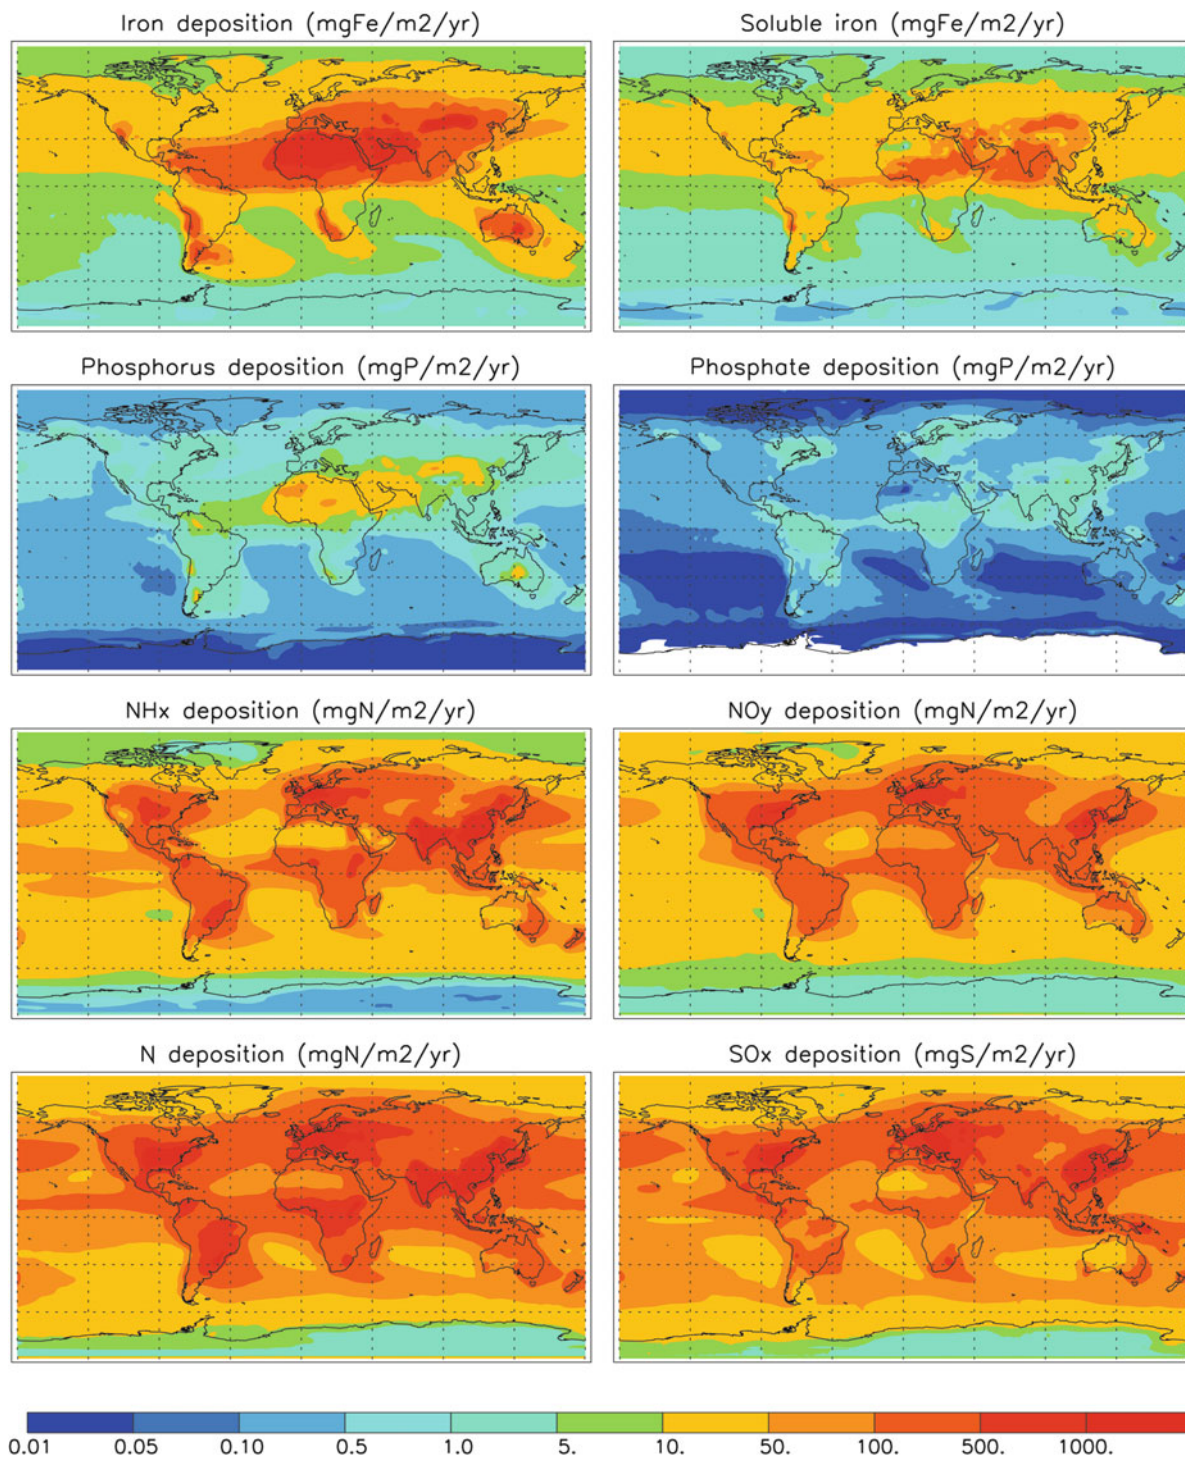 Iron deposition (mgFe/m2/yr)
Soluble iron (mgFe/m2/yr)
Phosphorus deposition (mgP/m2/yr)
Phosphate deposition (mgP/m2/yr)
NHx deposition (mgN/m2/yr)
NOy deposition (mgN/m2/yr)
N deposition (mgN/m2/yr)
SOx deposition (mgS/m2/yr)
0.01 0.05 0.10 0.5 1.0 5. 10. 50. 100. 500. 1000.